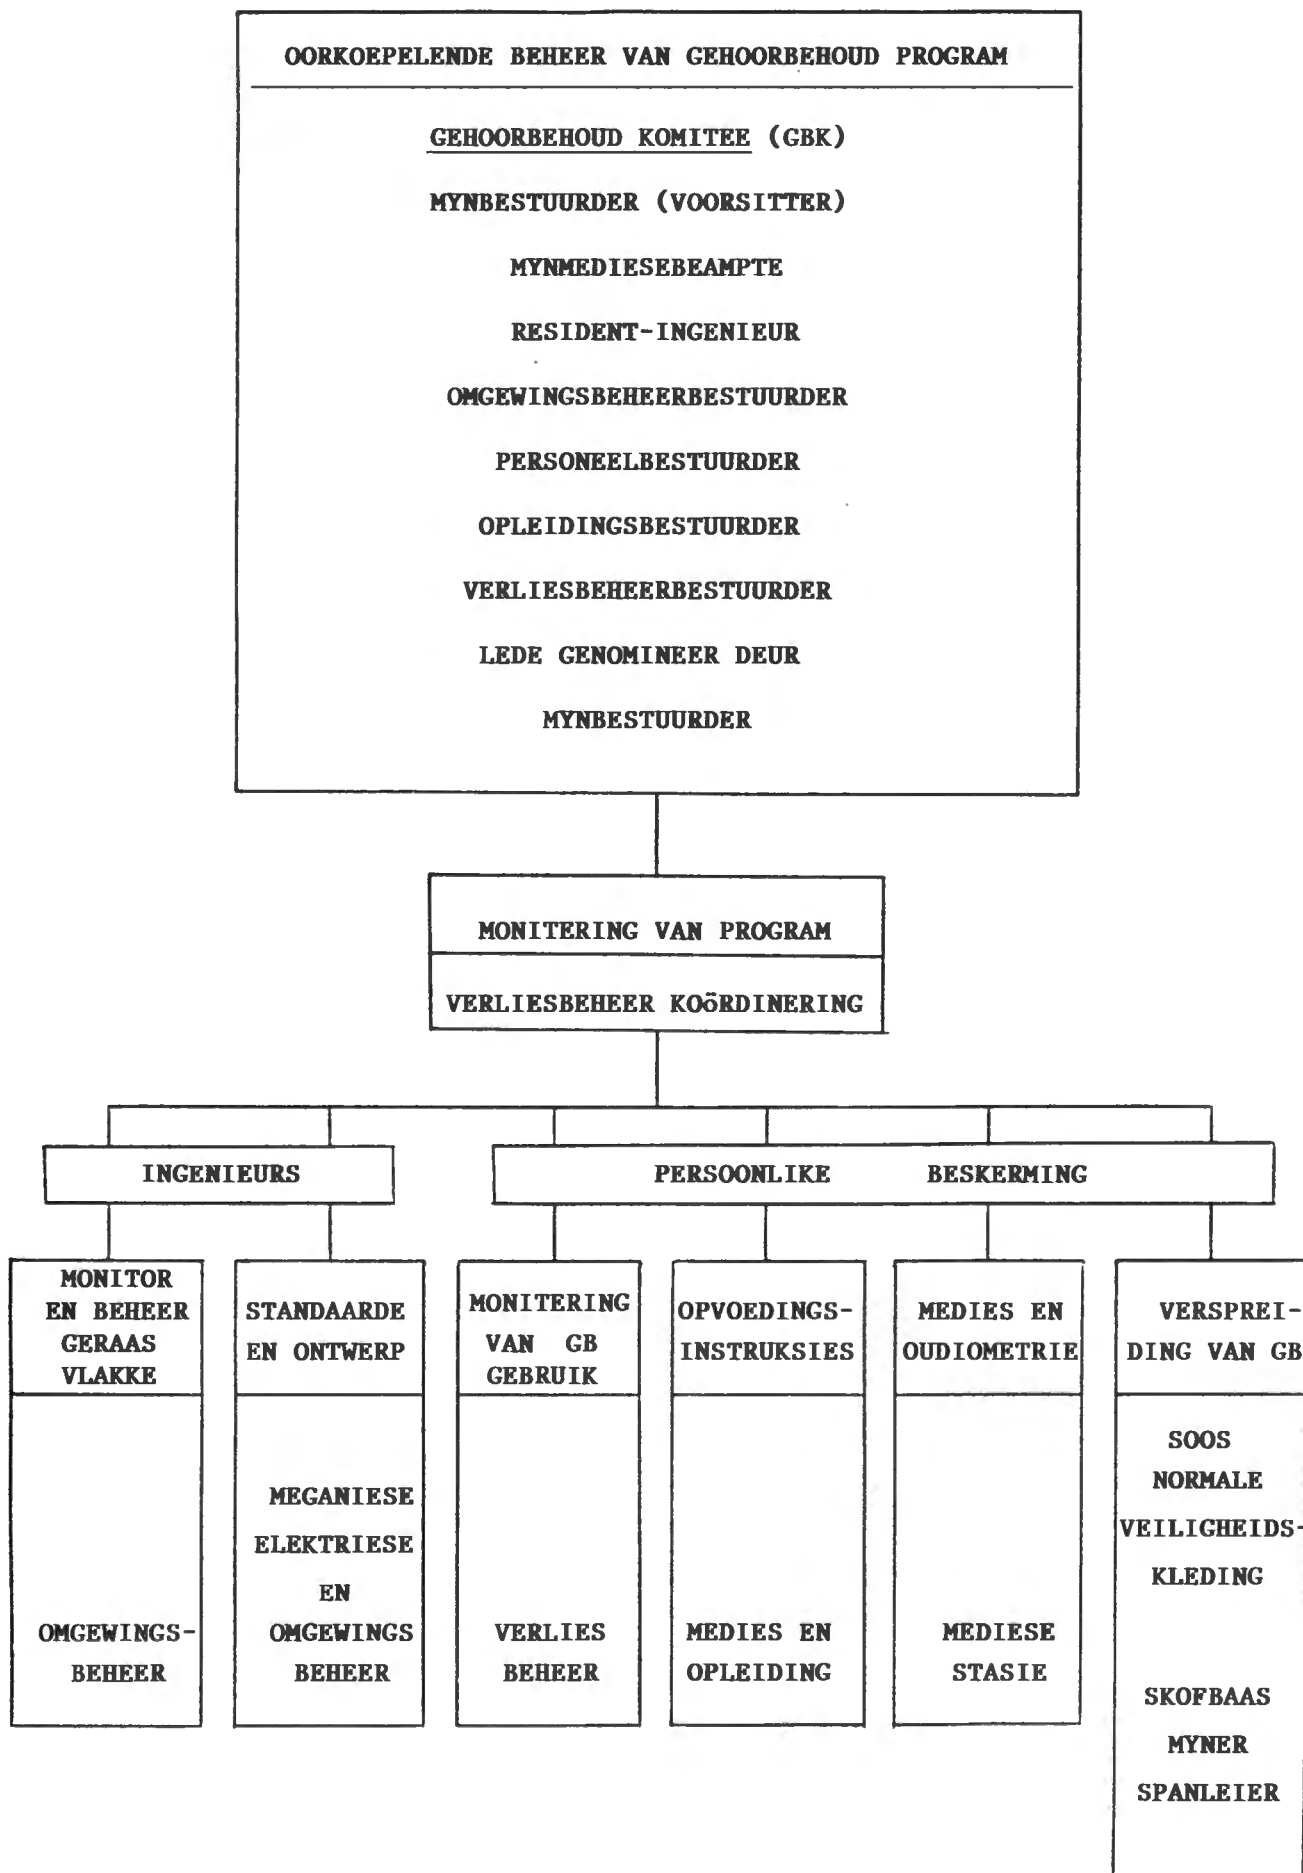 OORKOEPELENDE BEHEER VAN GEHOORBEHOUD PROGRAM
GEHOORBEHOUD KOMITEE (GBK)
MYNBESTUURDER (VOORSITTER)
MYNMEDIESEBEAMPTE
RESIDENT-INGENIEUR
OMGEWINGSBEHEERBESTUURDER
PERSONEELBESTUURDER
OPLEIDINGSBESTUURDER
VERLIESBEHEERBESTUURDER
LEDE GENOMINEER DEUR
MYNBESTUURDER
MONITERING VAN PROGRAM
VERLIESBEHEER KOÖRDINERING
INGENIEURS
PERSOONLIKE BESKERMING
MONITOR
EN BEHEER
GERAAS
VLAKKE
OMGEWINGS-
BEHEER
STANDAARDE
EN ONTWERP
MEGANIESE
ELEKTRIESE
EN
OMGEWINGS
BEHEER
MONITERING
VAN GB
GEBRUIK
VERLIES
BEHEER
OPVOEDINGS-
INSTRUKSIES
MEDIES EN
OPLEIDING
MEDIES EN
OUDIOMETRIE
MEDIESE
STASIE
VERSPREI-
DING VAN GB
SOOS
NORMALE
VEILIGHEIDS-
KLEDING
SKOFBAAS
MYNER
SPANLEIER